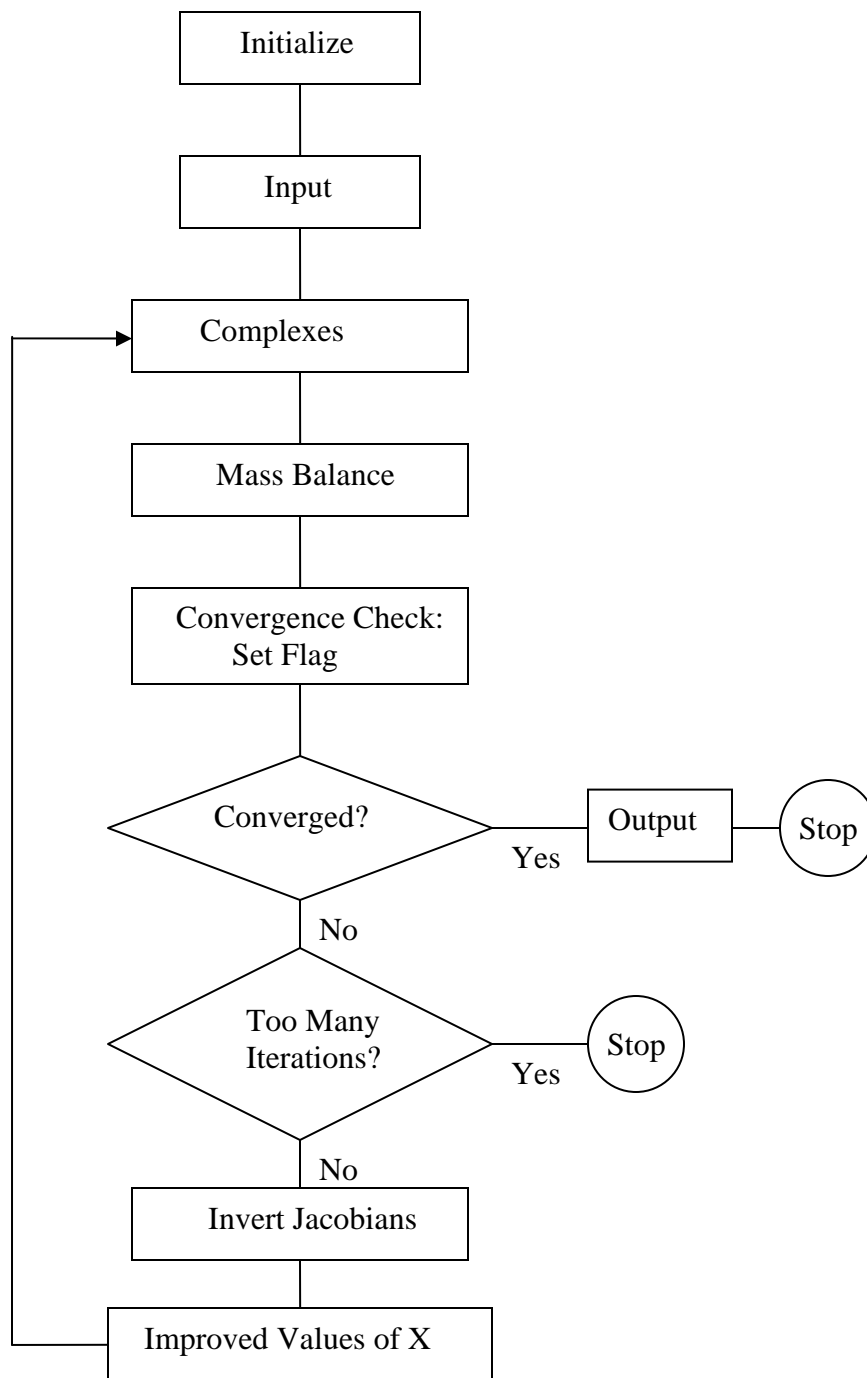 Initialize
Input
Complexes
Mass Balance
Convergence Check:
Set Flag
Converged?
Yes
Output
Stop
No
Too Many
Iterations?
Yes
Stop
No
Invert Jacobians
Improved Values of X